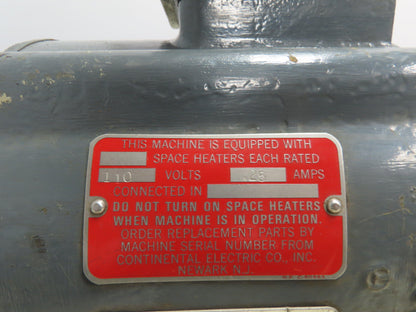 THIS MACHINE IS EQUIPPED WITH
SPACE HEATERS EACH RATED
110 VOLTS .28 AMPS
CONNECTED IN
DO NOT TURN ON SPACE HEATERS
WHEN MACHINE IS IN OPERATION.
ORDER REPLACEMENT PARTS BY
MACHINE SERIAL NUMBER FROM
CONTINENTAL ELECTRIC CO., INC.
NEWARK N.J.